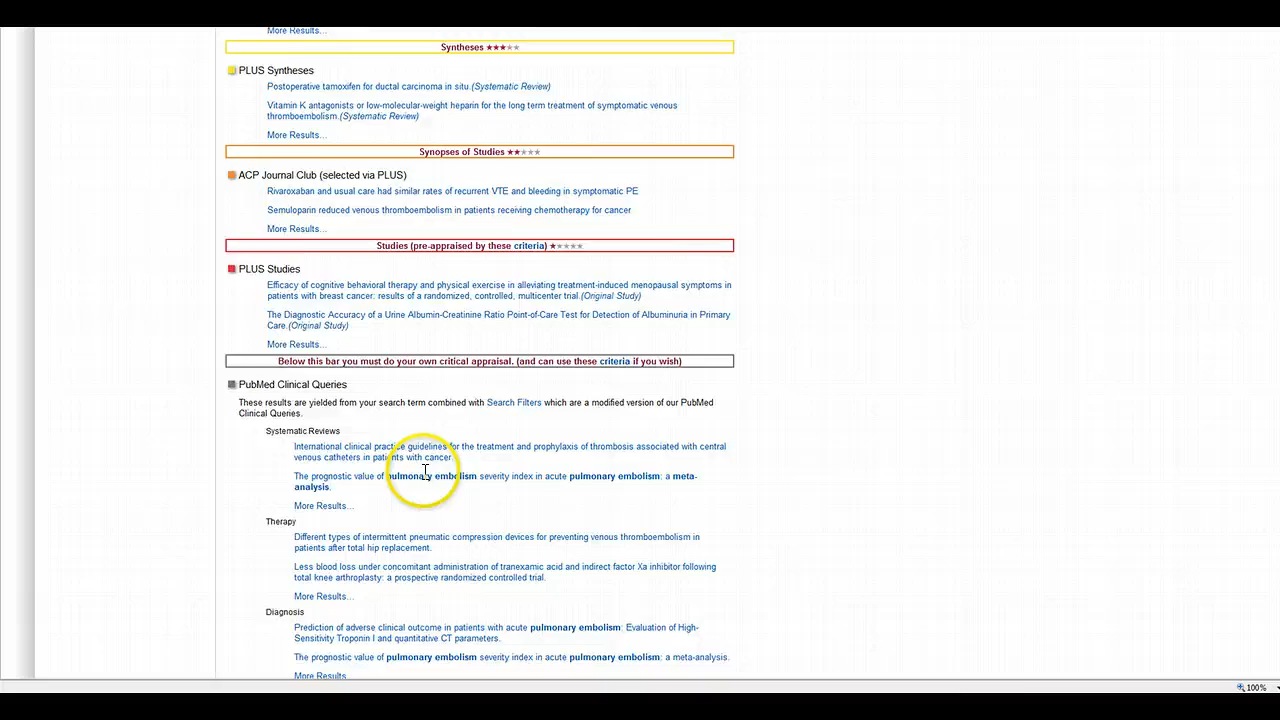 More Results...
Syntheses ★★★★★
PLUS Syntheses
Postoperative tamoxifen for ductal carcinoma in situ.(Systematic Review)
Vitamin K antagonists or low-molecular-weight heparin for the long term treatment of symptomatic venous
thromboembolism.(Systematic Review)
More Results...
Synopses of Studies ★★★★★
ACP Journal Club (selected via PLUS)
Rivaroxaban and usual care had similar rates of recurrent VTE and bleeding in symptomatic PE
Semuloparin reduced venous thromboembolism in patients receiving chemotherapy for cancer
More Results...
Studies (pre-appraised by these criteria) ★★★★★
PLUS Studies
Efficacy of cognitive behavioral therapy and physical exercise in alleviating treatment-induced menopausal symptoms in
patients with breast cancer: results of a randomized, controlled, multicenter trial.(Original Study)
The Diagnostic Accuracy of a Urine Albumin-Creatinine Ratio Point-of-Care Test for Detection of Albuminuria in Primary
Care.(Original Study)
More Results...
Below this bar you must do your own critical appraisal. (and can use these criteria if you wish)
PubMed Clinical Queries
These results are yielded from your search term combined with Search Filters which are a modified version of our PubMed
Clinical Queries.
Systematic Reviews
International clinical practice guidelines for the treatment and prophylaxis of thrombosis associated with central
venous catheters in patients with cancer.
The prognostic value of pulmonary embolism severity index in acute pulmonary embolism: a meta-
analysis.
More Results...
Therapy
Different types of intermittent pneumatic compression devices for preventing venous thromboembolism in
patients after total hip replacement.
Less blood loss under concomitant administration of tranexamic acid and indirect factor Xa inhibitor following
total knee arthroplasty: a prospective randomized controlled trial.
More Results...
Diagnosis
Prediction of adverse clinical outcome in patients with acute pulmonary embolism: Evaluation of High-
Sensitivity Troponin I and quantitative CT parameters.
The prognostic value of pulmonary embolism severity index in acute pulmonary embolism: a meta-analysis.
More Results
100%